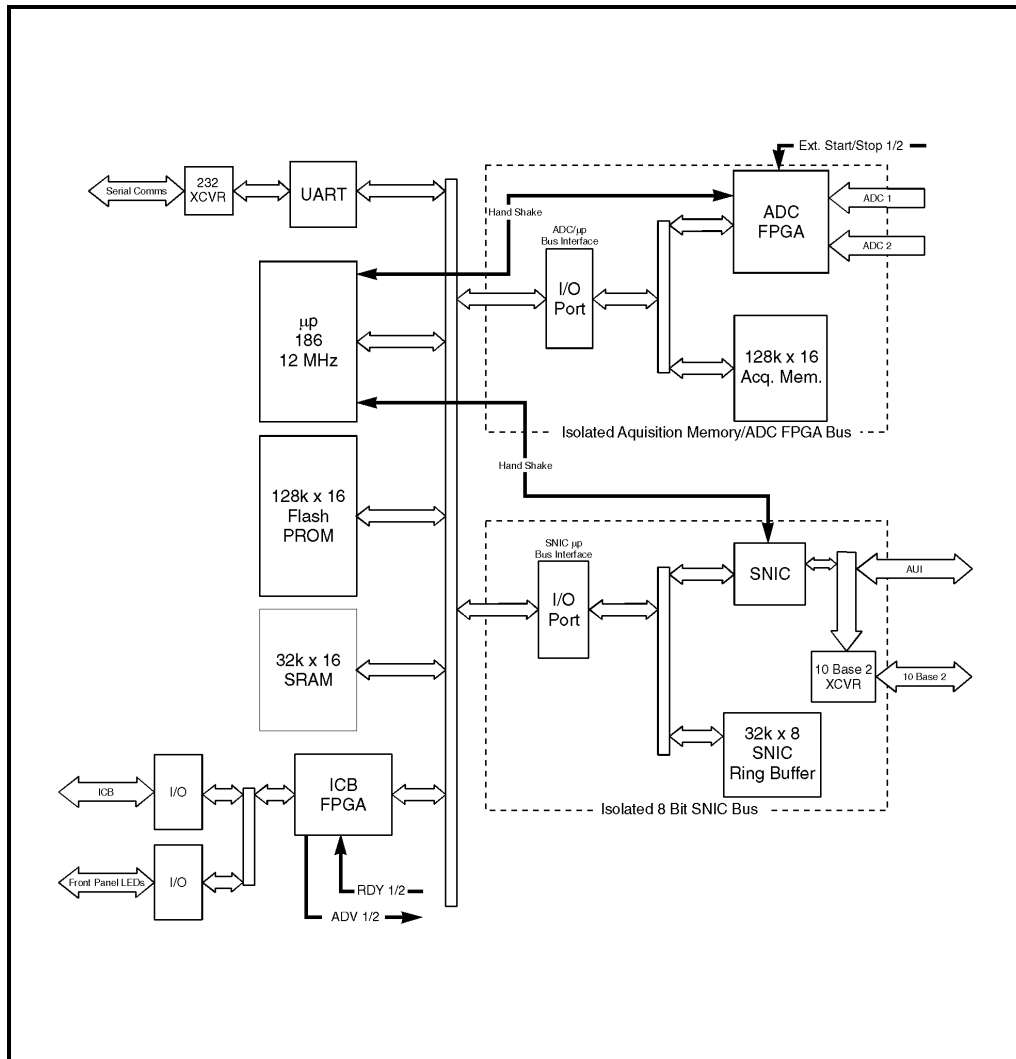 Ext. Start/Stop 1/2
Serial Comms
232
XCVR
UART
Hand Shake
ADC
FPGA
ADC 1
ADC 2
ADC/µp
Bus Interface
I/O
Port
µp
186
12 MHz
128k x 16
Acq. Mem.
Isolated Aquisition Memory/ADC FPGA Bus
Hand Shake
128k x 16
Flash
PROM
SNIC µp
Bus Interface
I/O
Port
SNIC
AUI
10 Base 2
XCVR
10 Base 2
32k x 16
SRAM
32k x 8
SNIC
Ring Buffer
Isolated 8 Bit SNIC Bus
ICB
I/O
ICB
FPGA
Front Panel LEDs
I/O
RDY 1/2
ADV 1/2